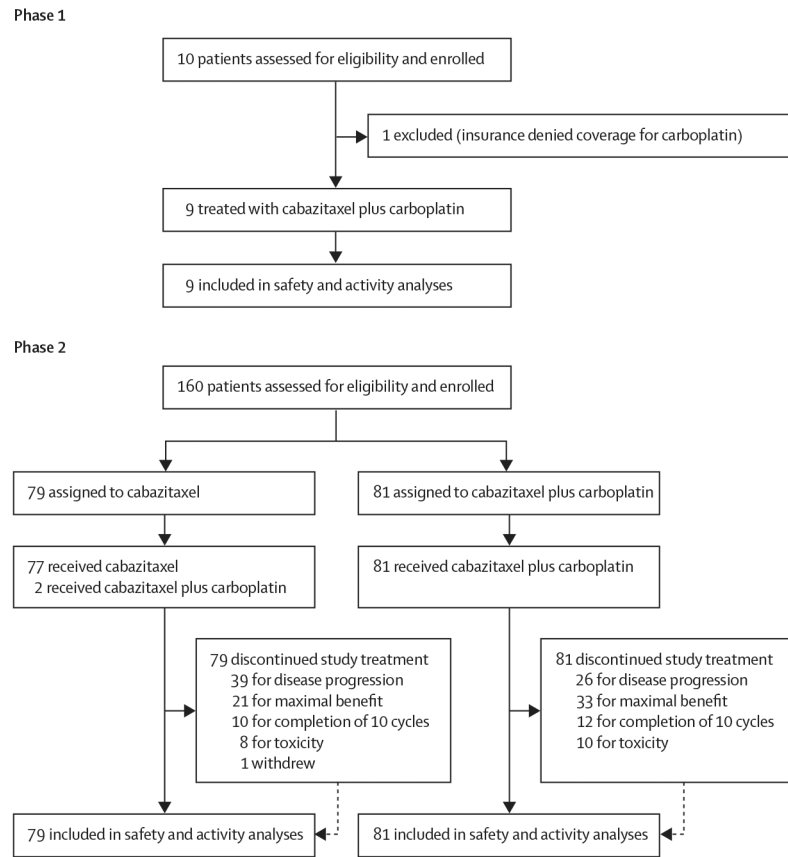 Phase 1
10 patients assessed for eligibility and enrolled
1 excluded (insurance denied coverage for carboplatin)
9 treated with cabazitaxel plus carboplatin
9 included in safety and activity analyses
Phase 2
160 patients assessed for eligibility and enrolled
79 assigned to cabazitaxel
81 assigned to cabazitaxel plus carboplatin
77 received cabazitaxel
2 received cabazitaxel plus carboplatin
81 received cabazitaxel plus carboplatin
79 discontinued study treatment
39 for disease progression
21 for maximal benefit
10 for completion of 10 cycles
8 for toxicity
1 withdrew
81 discontinued study treatment
26 for disease progression
33 for maximal benefit
12 for completion of 10 cycles
10 for toxicity
79 included in safety and activity analyses
81 included in safety and activity analyses